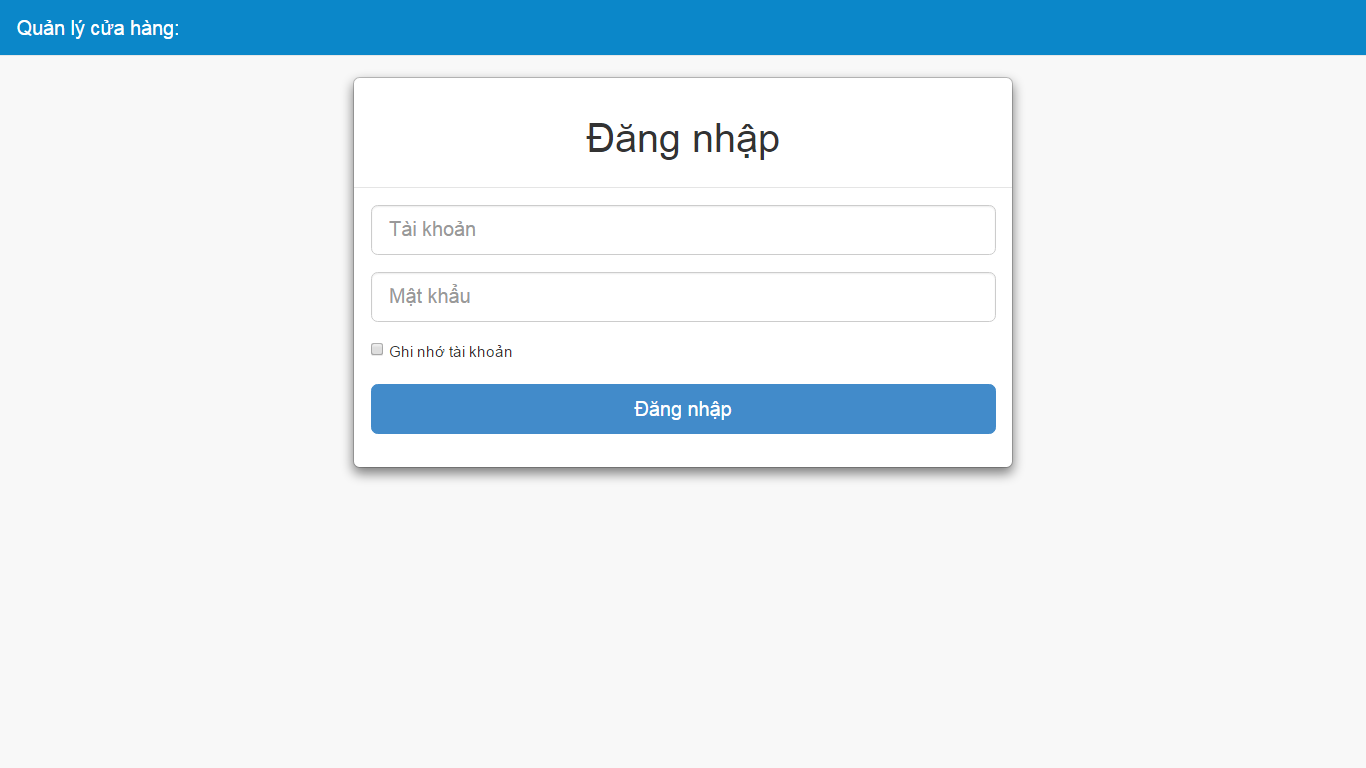 Quản lý cửa hàng:
Đăng nhập
Tài khoản
Mật khẩu
Ghi nhớ tài khoản
Đăng nhập